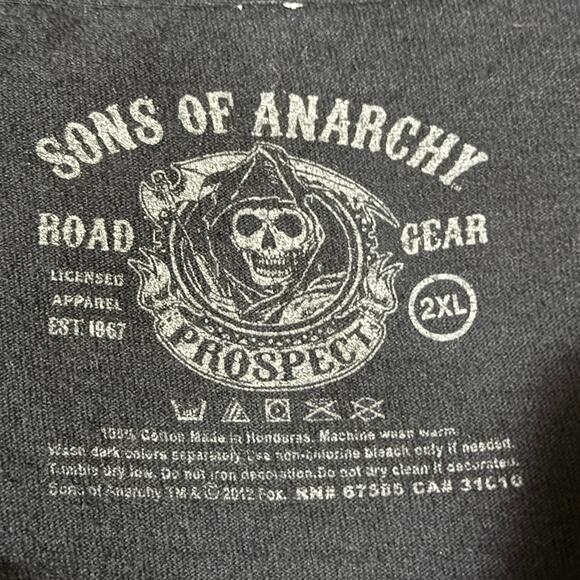 SONS OF ANARCHY
ROAD GEAR
LICENSED
APPAREL
EST. 1967
2XL
PROSPECT
100% Cotton Made in Honduras. Machine wash warm.
Wash dark colors separately Use non-chlorine bleach only if needed.
Tumble dry low. Do not iron decoration. Do not dry clean if decorated.
Sons of Anarchy TM & © 2012 Fox. RN# CA#